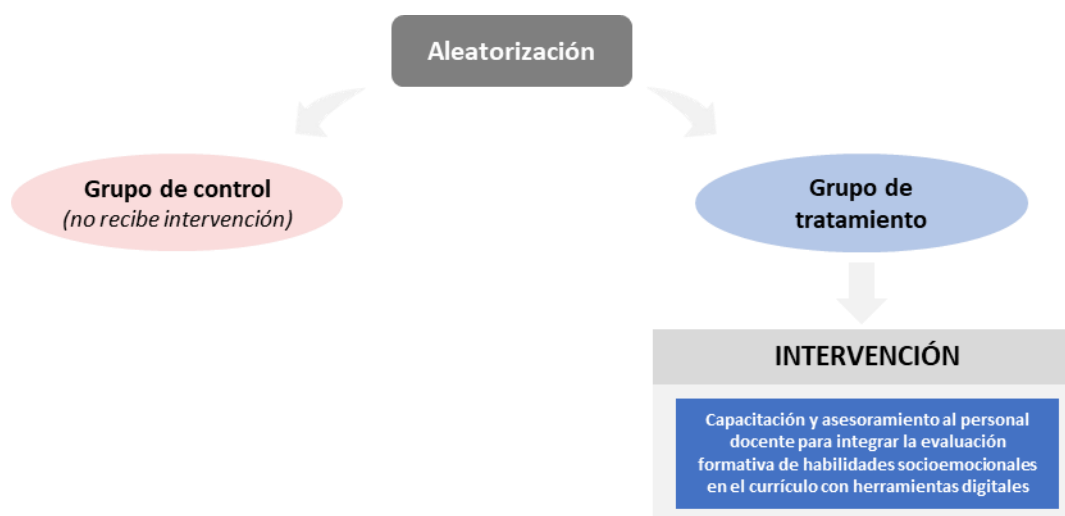 Aleatorización
Grupo de control
(no recibe intervención)
Grupo de
tratamiento
INTERVENCIÓN
Capacitación y asesoramiento al personal
docente para integrar la evaluación
formativa de habilidades socioemocionales
en el currículo con herramientas digitales